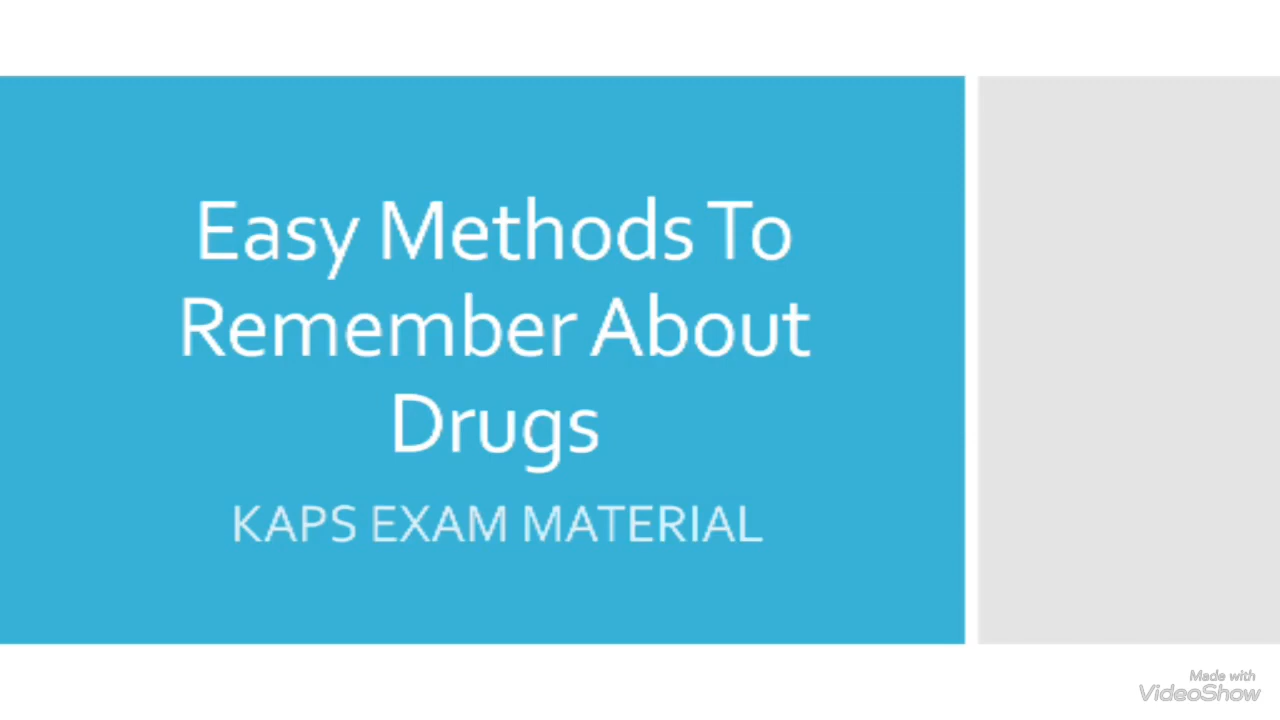 Easy Methods To
Remember About
Drugs
KAPS EXAM MATERIAL
Made with
VideoShow